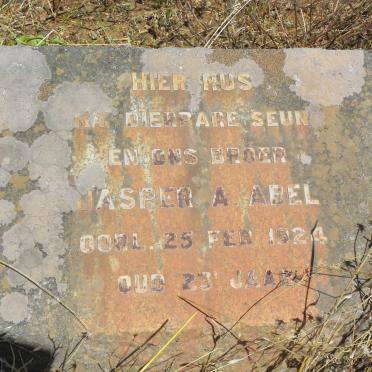 HIER RUS
DIERBARE SEUN
EN ONS BROER
JASPER A. ABEL
OORL. 25 FEB 1924
OUD 23 JAAR